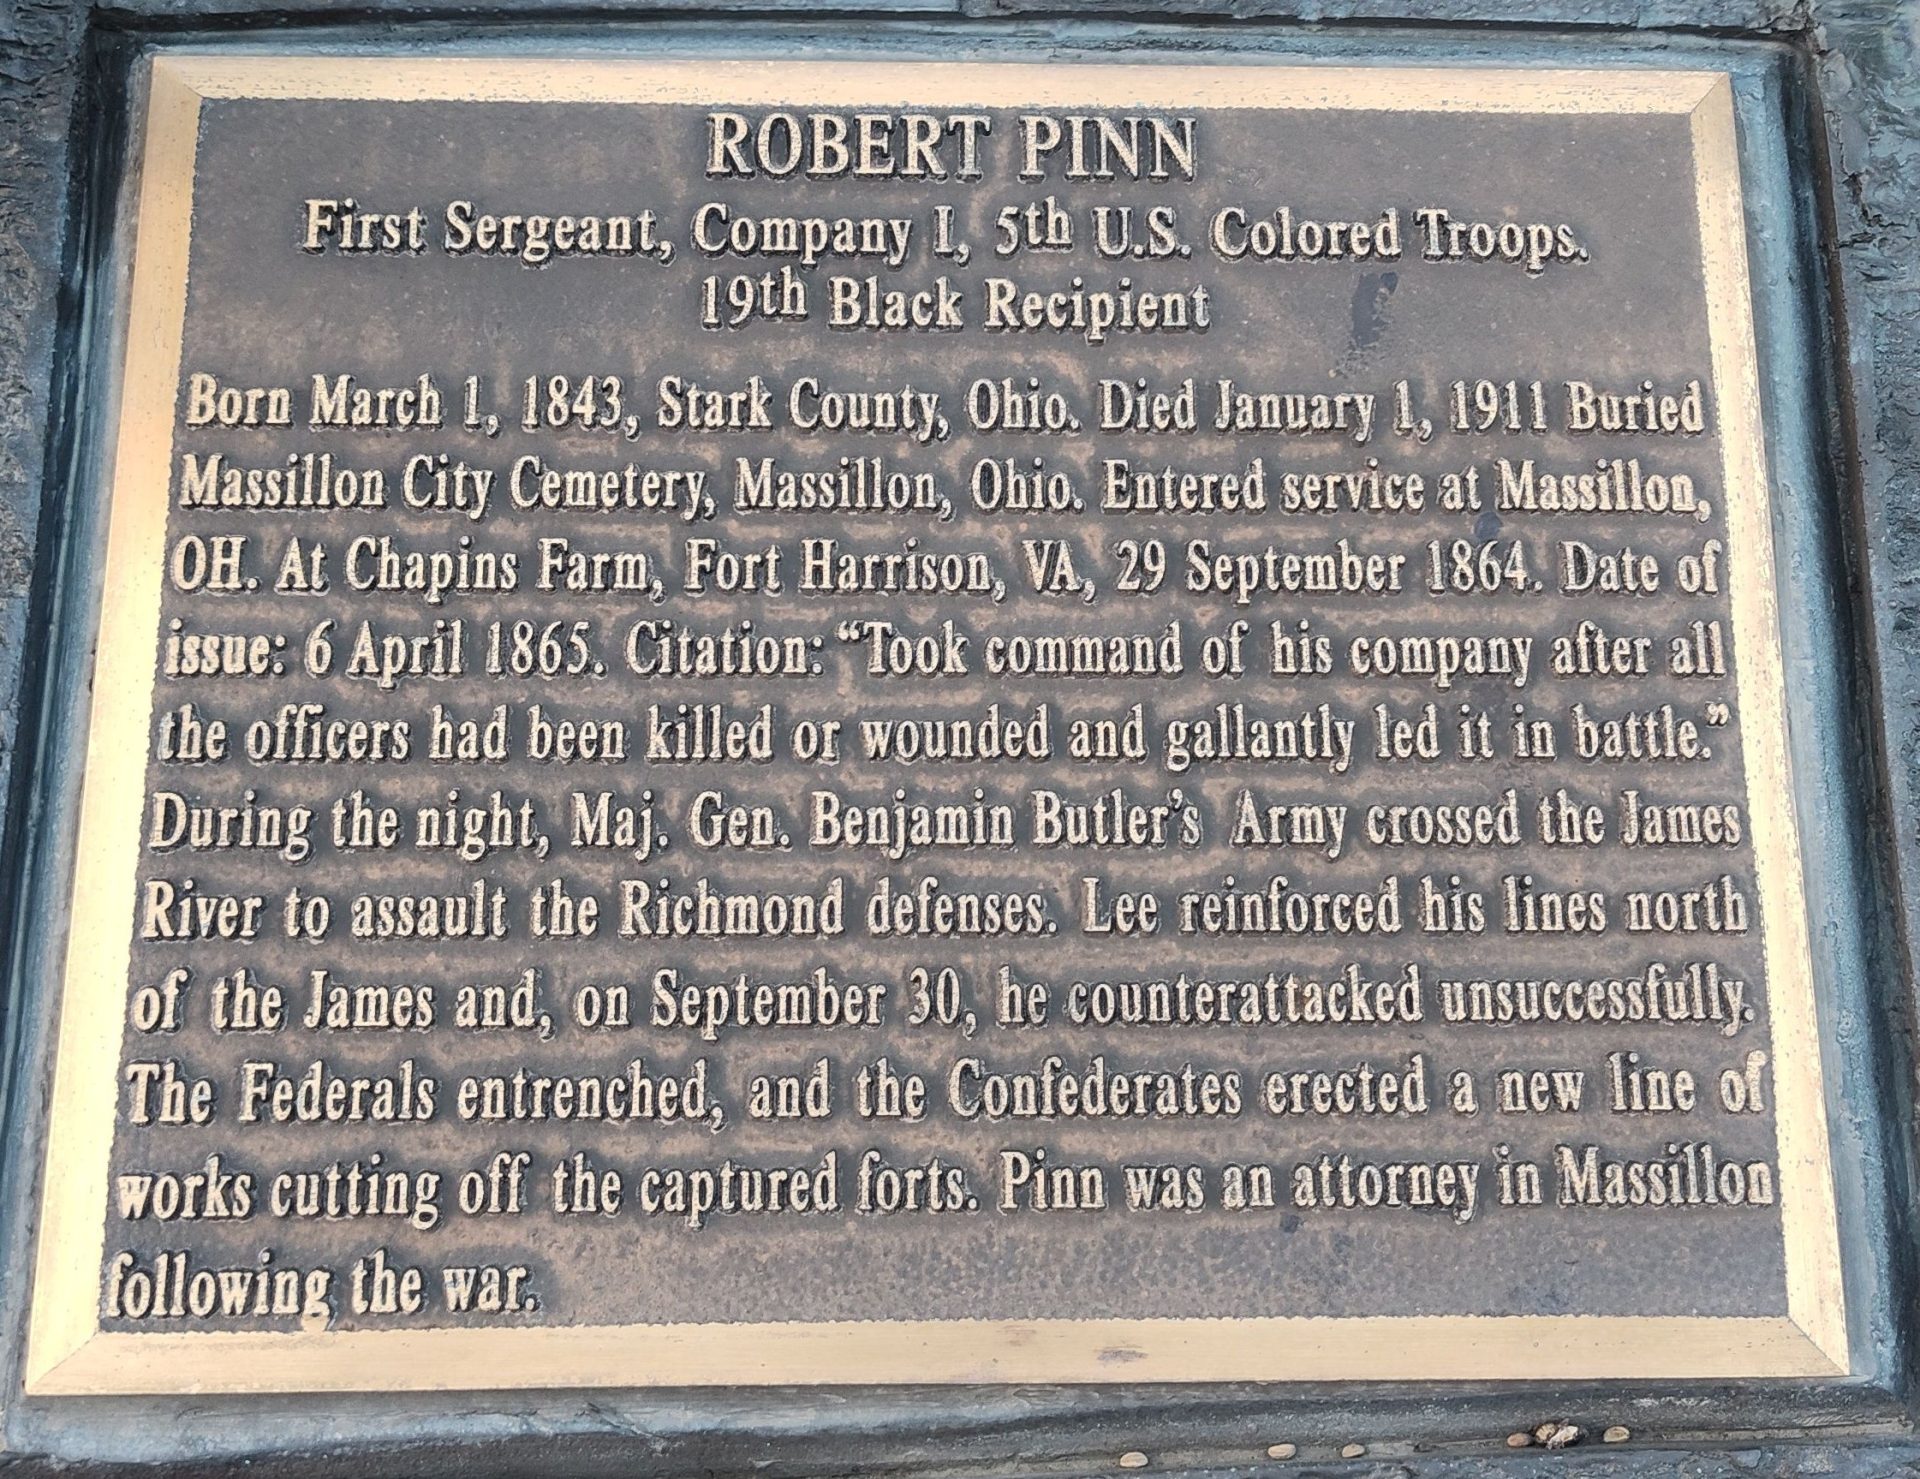 ROBERT PINN
First Sergeant, Company I, 5th U.S. Colored Troops.
19th Black Recipient
Born March 1, 1843, Stark County, Ohio. Died January 1, 1911 Buried
Massillon City Cemetery, Massillon, Ohio. Entered service at Massillon,
OH. At Chapins Farm, Fort Harrison, VA, 29 September 1864. Date of
issue: 6 April 1865. Citation: “Took command of his company after all
the officers had been killed or wounded and gallantly led it in battle.”
During the night, Maj. Gen. Benjamin Butler’s Army crossed the James
River to assault the Richmond defenses. Lee reinforced his lines north
of the James and, on September 30, he counterattacked unsuccessfully.
The Federals entrenched, and the Confederates erected a new line of
works cutting off the captured forts. Pinn was an attorney in Massillon
following the war.